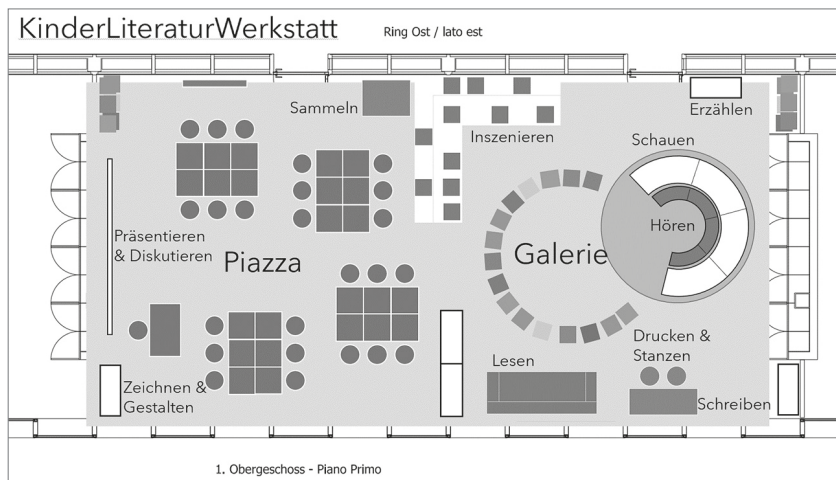 KinderLiteraturWerkstatt
Ring Ost / lato est
Sammeln
Inszenieren
Erzählen
Schauen
Hören
Präsentieren
& Diskutieren
Piazza
Galerie
Lesen
Drucken &
Stanzen
Zeichnen &
Gestalten
Schreiben
1. Obergeschoss - Piano Primo